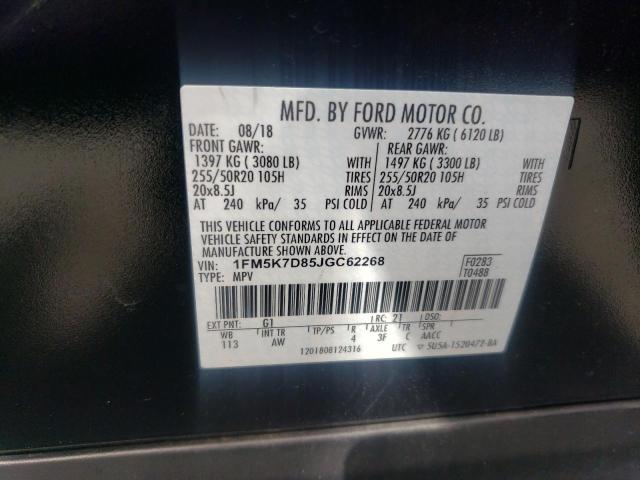 MFD. BY FORD MOTOR CO.
DATE: 08/18 GVWR: 2776 KG ( 6120 LB)
FRONT GAWR: REAR GAWR:
1397 KG ( 3080 LB) WITH 1497 KG ( 3300 LB) WITH
255/50R20 105H TIRES 255/50R20 105H TIRES
20x8.5J RIMS 20x8.5J RIMS
AT 240 kPa/ 35 PSI COLD AT 240 kPa/ 35 PSI COLD
THIS VEHICLE CONFORMS TO ALL APPLICABLE FEDERAL MOTOR
VEHICLE SAFETY STANDARDS IN EFFECT ON THE DATE OF
MANUFACTURE SHOWN ABOVE.
VIN: 1FM5K7D85JGC62268 F0283
TYPE: MPV T0488
EXT PNT: G1 RC: 21 DSO:
WB INT TR TP/PS R AXLE TR SPR
113 AW 4 3F C AACC
1201808124316 UTC 5U5A-1520472-BA